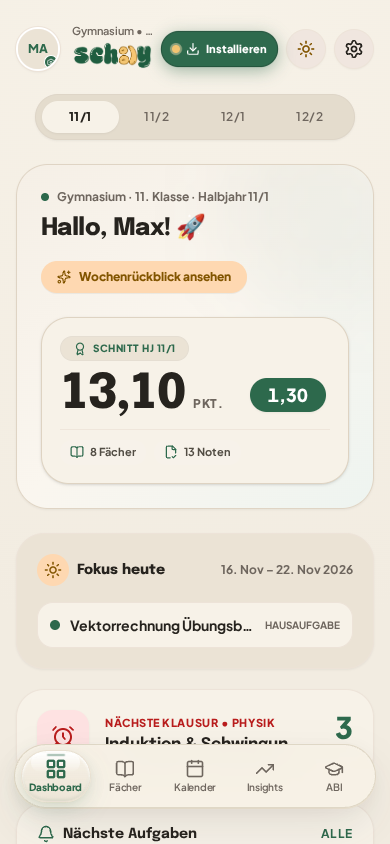 Gymnasium • ...
MA
schooly
Installieren
11/1
11/2
12/1
12/2
Gymnasium · 11. Klasse · Halbjahr 11/1
Hallo, Max! 🚀
Wochenrückblick ansehen
SCHNITT HJ 11/1
13,10 PKT.
1,30
8 Fächer
13 Noten
Fokus heute
16. Nov – 22. Nov 2026
Vektorrechnung Übungsb...
HAUSAUFGABE
NÄCHSTE KLAUSUR • PHYSIK
3
Induktion & Schwingun
Dashboard
Fächer
Kalender
Insights
ABI
Nächste Aufgaben
ALLE